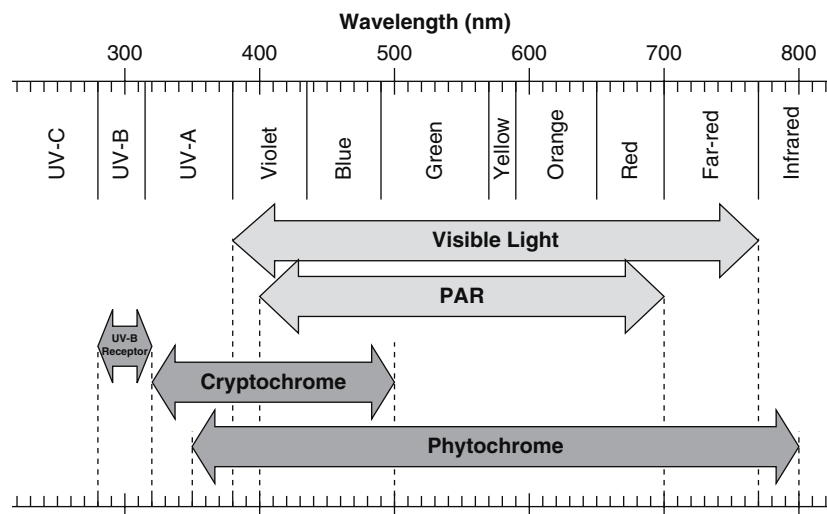 Wavelength (nm)
300 400 500 600 700 800
UV-C UV-B UV-A Violet Blue Green Yellow Orange Red Far-red Infrared
Visible Light
PAR
UV-B
Receptor
Cryptochrome
Phytochrome